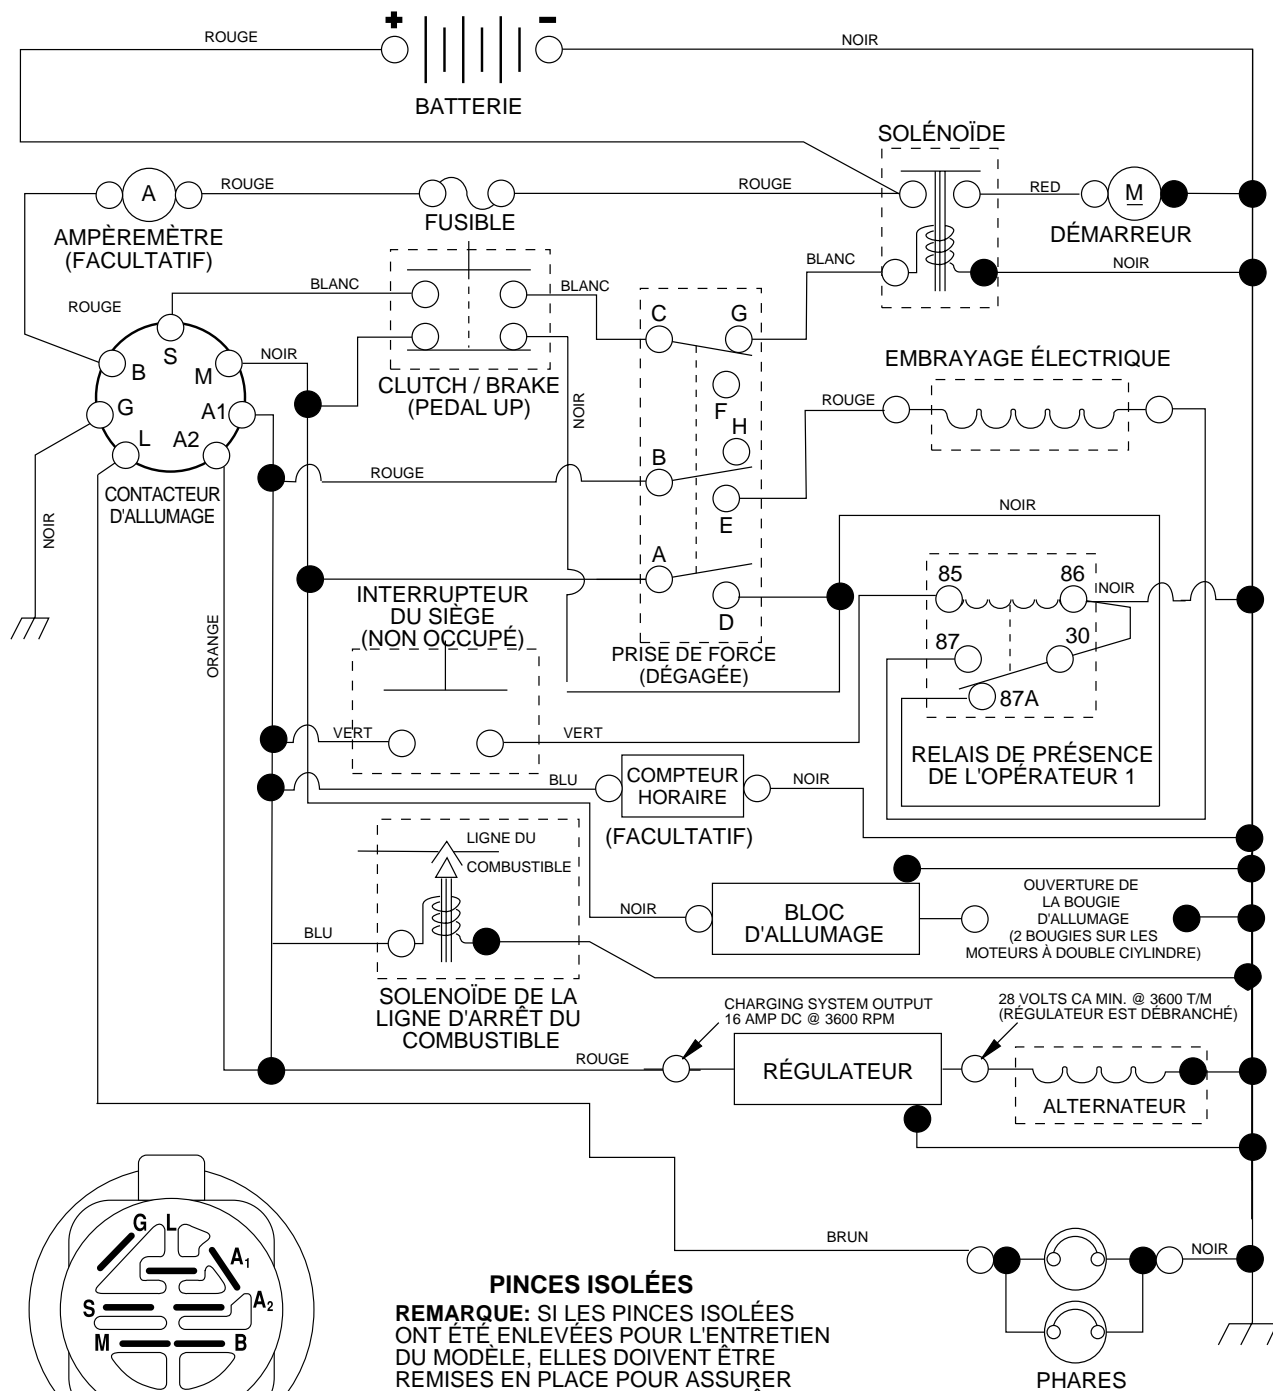 + -
ROUGE
NOIR
BATTERIE
SOLÉNOÏDE
A
ROUGE
ROUGE
RED
M
FUSIBLE
AMPÈREMÈTRE
(FACULTATIF)
DÉMARREUR
BLANC
BLANC
BLANC
NOIR
ROUGE
S
B
M
G
A1
L
A2
NOIR
CLUTCH / BRAKE
(PEDAL UP)
NOIR
C
G
F
H
B
E
A
D
EMBRAYAGE ÉLECTRIQUE
ROUGE
ROUGE
CONTACTEUR
D'ALLUMAGE
NOIR
NOIR
INTERRUPTEUR
DU SIÈGE
(NON OCCUPÉ)
ORANGE
PRISE DE FORCE
(DÉGAGÉE)
85
86
NOIR
87
30
87A
VERT
VERT
RELAIS DE PRÉSENCE
DE L'OPÉRATEUR 1
BLU
COMPTEUR
HORAIRE
NOIR
(FACULTATIF)
LIGNE DU
COMBUSTIBLE
NOIR
BLOC
D'ALLUMAGE
OUVERTURE DE
LA BOUGIE
D'ALLUMAGE
(2 BOUGIES SUR LES
MOTEURS À DOUBLE CIYLINDRE)
BLU
SOLENOÏDE DE LA
LIGNE D'ARRÊT DU
COMBUSTIBLE
CHARGING SYSTEM OUTPUT
16 AMP DC @ 3600 RPM
28 VOLTS CA MIN. @ 3600 T/M
(RÉGULATEUR EST DÉBRANCHÉ)
ROUGE
RÉGULATEUR
ALTERNATEUR
G L
A1
A2
S
M
B
BRUN
NOIR
PHARES
PINCES ISOLÉES
REMARQUE: SI LES PINCES ISOLÉES
ONT ÉTÉ ENLEVÉES POUR L'ENTRETIEN
DU MODÈLE, ELLES DOIVENT ÊTRE
REMISES EN PLACE POUR ASSURER